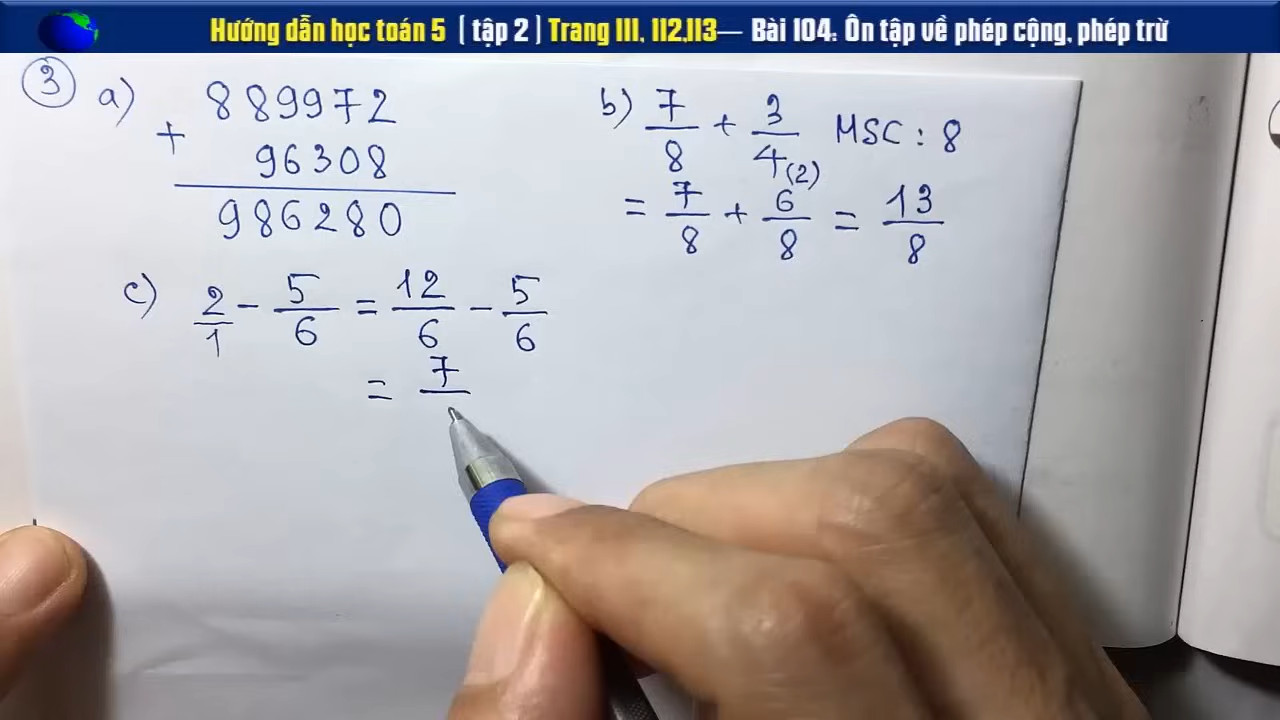 Hướng dẫn học toán 5 ( tập 2 ) Trang 111, 112,113— Bài 104: Ôn tập về phép cộng, phép trừ
3 a) 889972
+ 96308
986280
b) 7/8 + 3/4 (2) MSC : 8
= 7/8 + 6/8 = 13/8
c) 2/1 - 5/6 = 12/6 - 5/6
= 7/